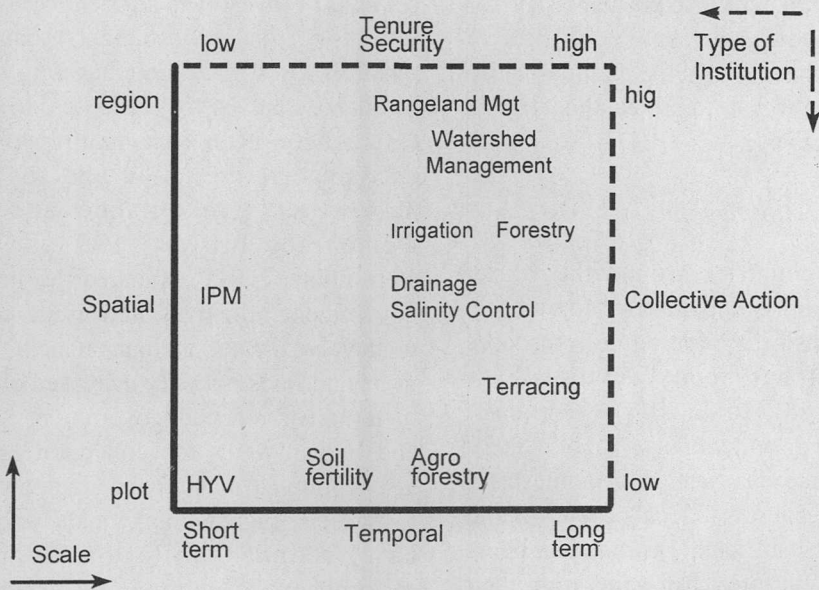 Tenure
Security
low
high
Type of
Institution
region
hig
Rangeland Mgt
Watershed
Management
Irrigation
Forestry
Spatial
IPM
Drainage
Salinity Control
Collective Action
Terracing
Soil
fertility
Agro
forestry
plot
HYV
low
Short
term
Temporal
Long
term
Scale